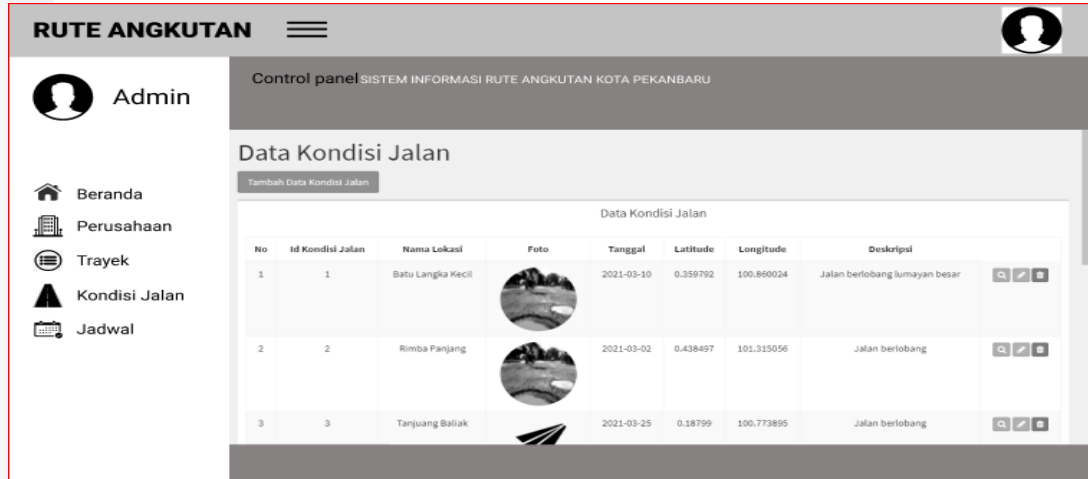 RUTE ANGKUTAN
Admin
Beranda
Perusahaan
Trayek
Kondisi Jalan
Jadwal
Control panel SISTEM INFORMASI RUTE ANGKUTAN KOTA PEKANBARU
Data Kondisi Jalan
Tambah Data Kondisi Jalan
Data Kondisi Jalan
No Id Kondisi Jalan Nama Lokasi Foto Tanggal Latitude Longitude Deskripsi
1 1 Batu Langka Kecil 2021-03-10 0.359792 100.860024 Jalan berlobang lumayan besar
2 2 Rimba Panjang 2021-03-02 0.438497 101.315056 Jalan berlobang
3 3 Tanjuang Baliak 2021-03-25 0.18799 100.773895 Jalan berlobang